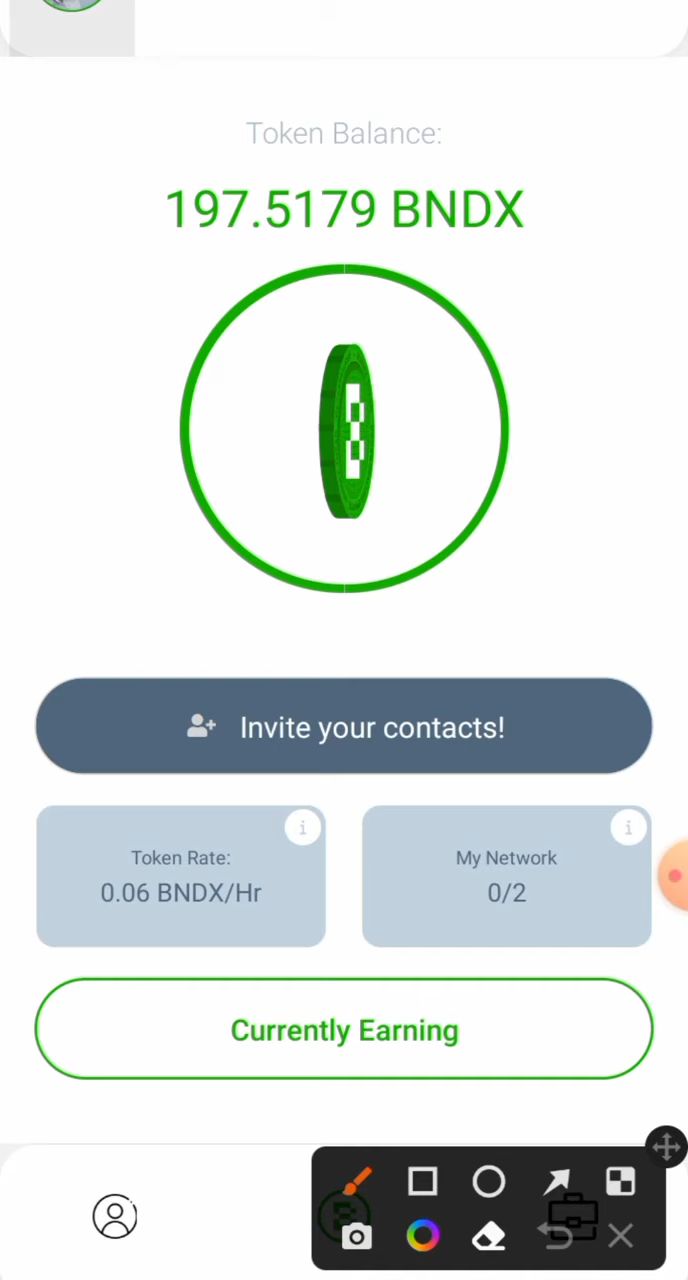 Token Balance:
197.5179 BNDX
Invite your contacts!
Token Rate:
0.06 BNDX/Hr
My Network
0/2
Currently Earning